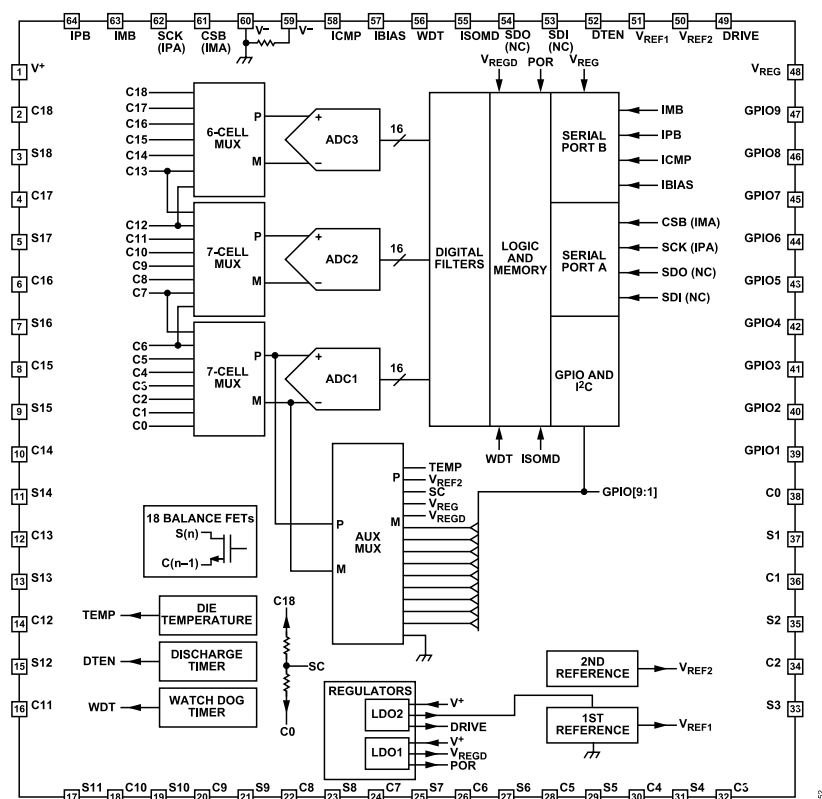 64 63 62 61 60 59 58 57 56 55 54 53 52 51 50 49
IPB IMB SCK (IPA) CSB (IMA) V– V– ICMP IBIAS WDT ISOMD SDO (NC) SDI (NC) DTEN VREF1 VREF2 DRIVE
1 V+
2 C18
3 S18
4 C17
5 S17
6 C16
7 S16
8 C15
9 S15
10 C14
11 S14
12 C13
13 S13
14 C12
15 S12
16 C11
C18
C17
C16
C15
C14
C13
6-CELL
MUX
P
M
+
–
ADC3
16
C12
C11
C10
C9
C8
C7
7-CELL
MUX
P
M
+
–
ADC2
16
C6
C5
C4
C3
C2
C1
C0
7-CELL
MUX
P
M
+
–
ADC1
16
VREGD POR VREG
DIGITAL
FILTERS
LOGIC
AND
MEMORY
SERIAL
PORT B
SERIAL
PORT A
GPIO AND
I2C
IMB
IPB
ICMP
IBIAS
CSB (IMA)
SCK (IPA)
SDO (NC)
SDI (NC)
WDT ISOMD
GPIO[9:1]
P
M
AUX
MUX
P
M
TEMP
VREF2
SC
VREG
VREGD
18 BALANCE FETs
S(n)
C(n–1)
TEMP
DIE
TEMPERATURE
DTEN
DISCHARGE
TIMER
WDT
WATCH DOG
TIMER
C18
SC
C0
REGULATORS
LDO2
V+
DRIVE
LDO1
V+
VREGD
POR
2ND
REFERENCE
VREF2
1ST
REFERENCE
VREF1
VREG 48
GPIO9 47
GPIO8 46
GPIO7 45
GPIO6 44
GPIO5 43
GPIO4 42
GPIO3 41
GPIO2 40
GPIO1 39
C0 38
S1 37
C1 36
S2 35
C2 34
S3 33
S11 C10 S10 C9 S9 C8 S8 C7 S7 C6 S6 C5 S5 C4 S4 C3
17 18 19 20 21 22 23 24 25 26 27 28 29 30 31 32